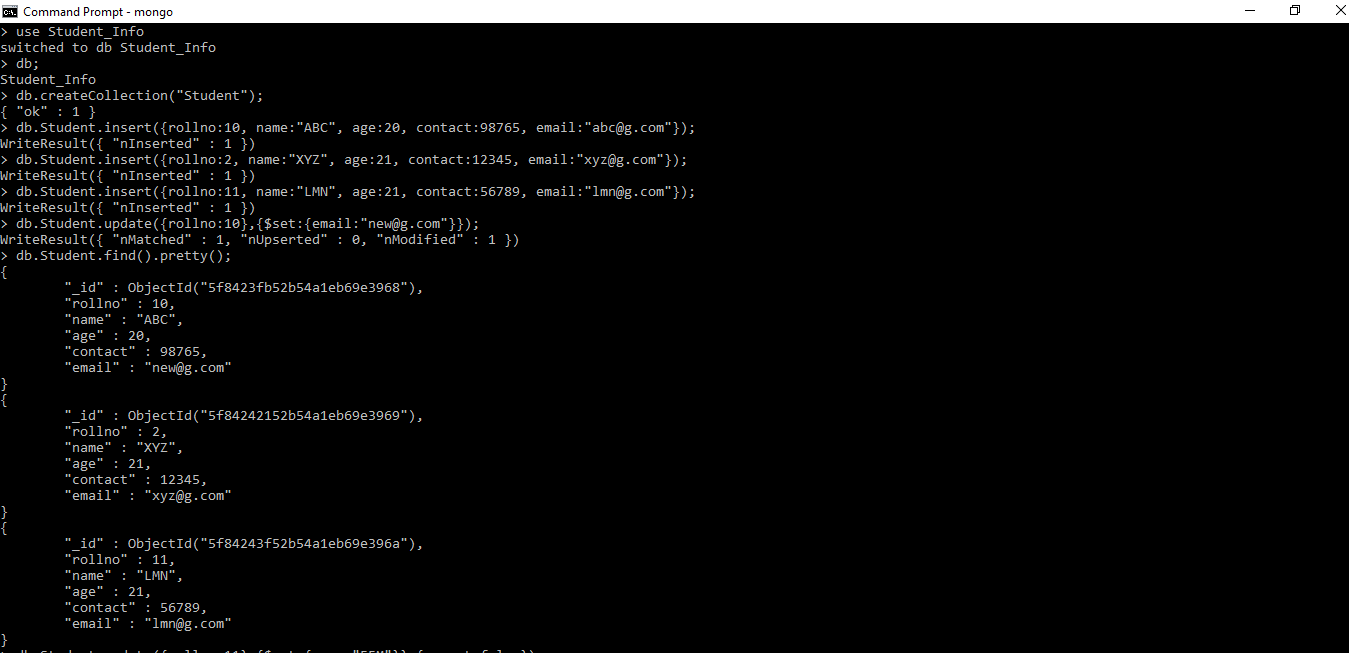 Command Prompt - mongo
> use Student_Info
switched to db Student_Info
> db;
Student_Info
> db.createCollection("Student");
{ "ok" : 1 }
> db.Student.insert({rollno:10, name:"ABC", age:20, contact:98765, email:"abc@g.com"});
WriteResult({ "nInserted" : 1 })
> db.Student.insert({rollno:2, name:"XYZ", age:21, contact:12345, email:"xyz@g.com"});
WriteResult({ "nInserted" : 1 })
> db.Student.insert({rollno:11, name:"LMN", age:21, contact:56789, email:"lmn@g.com"});
WriteResult({ "nInserted" : 1 })
> db.Student.update({rollno:10},{$set:{email:"new@g.com"}});
WriteResult({ "nMatched" : 1, "nUpserted" : 0, "nModified" : 1 })
> db.Student.find().pretty();
{
"_id" : ObjectId("5f8423fb52b54a1eb69e3968"),
"rollno" : 10,
"name" : "ABC",
"age" : 20,
"contact" : 98765,
"email" : "new@g.com"
}
{
"_id" : ObjectId("5f84242152b54a1eb69e3969"),
"rollno" : 2,
"name" : "XYZ",
"age" : 21,
"contact" : 12345,
"email" : "xyz@g.com"
}
{
"_id" : ObjectId("5f84243f52b54a1eb69e396a"),
"rollno" : 11,
"name" : "LMN",
"age" : 21,
"contact" : 56789,
"email" : "lmn@g.com"
}